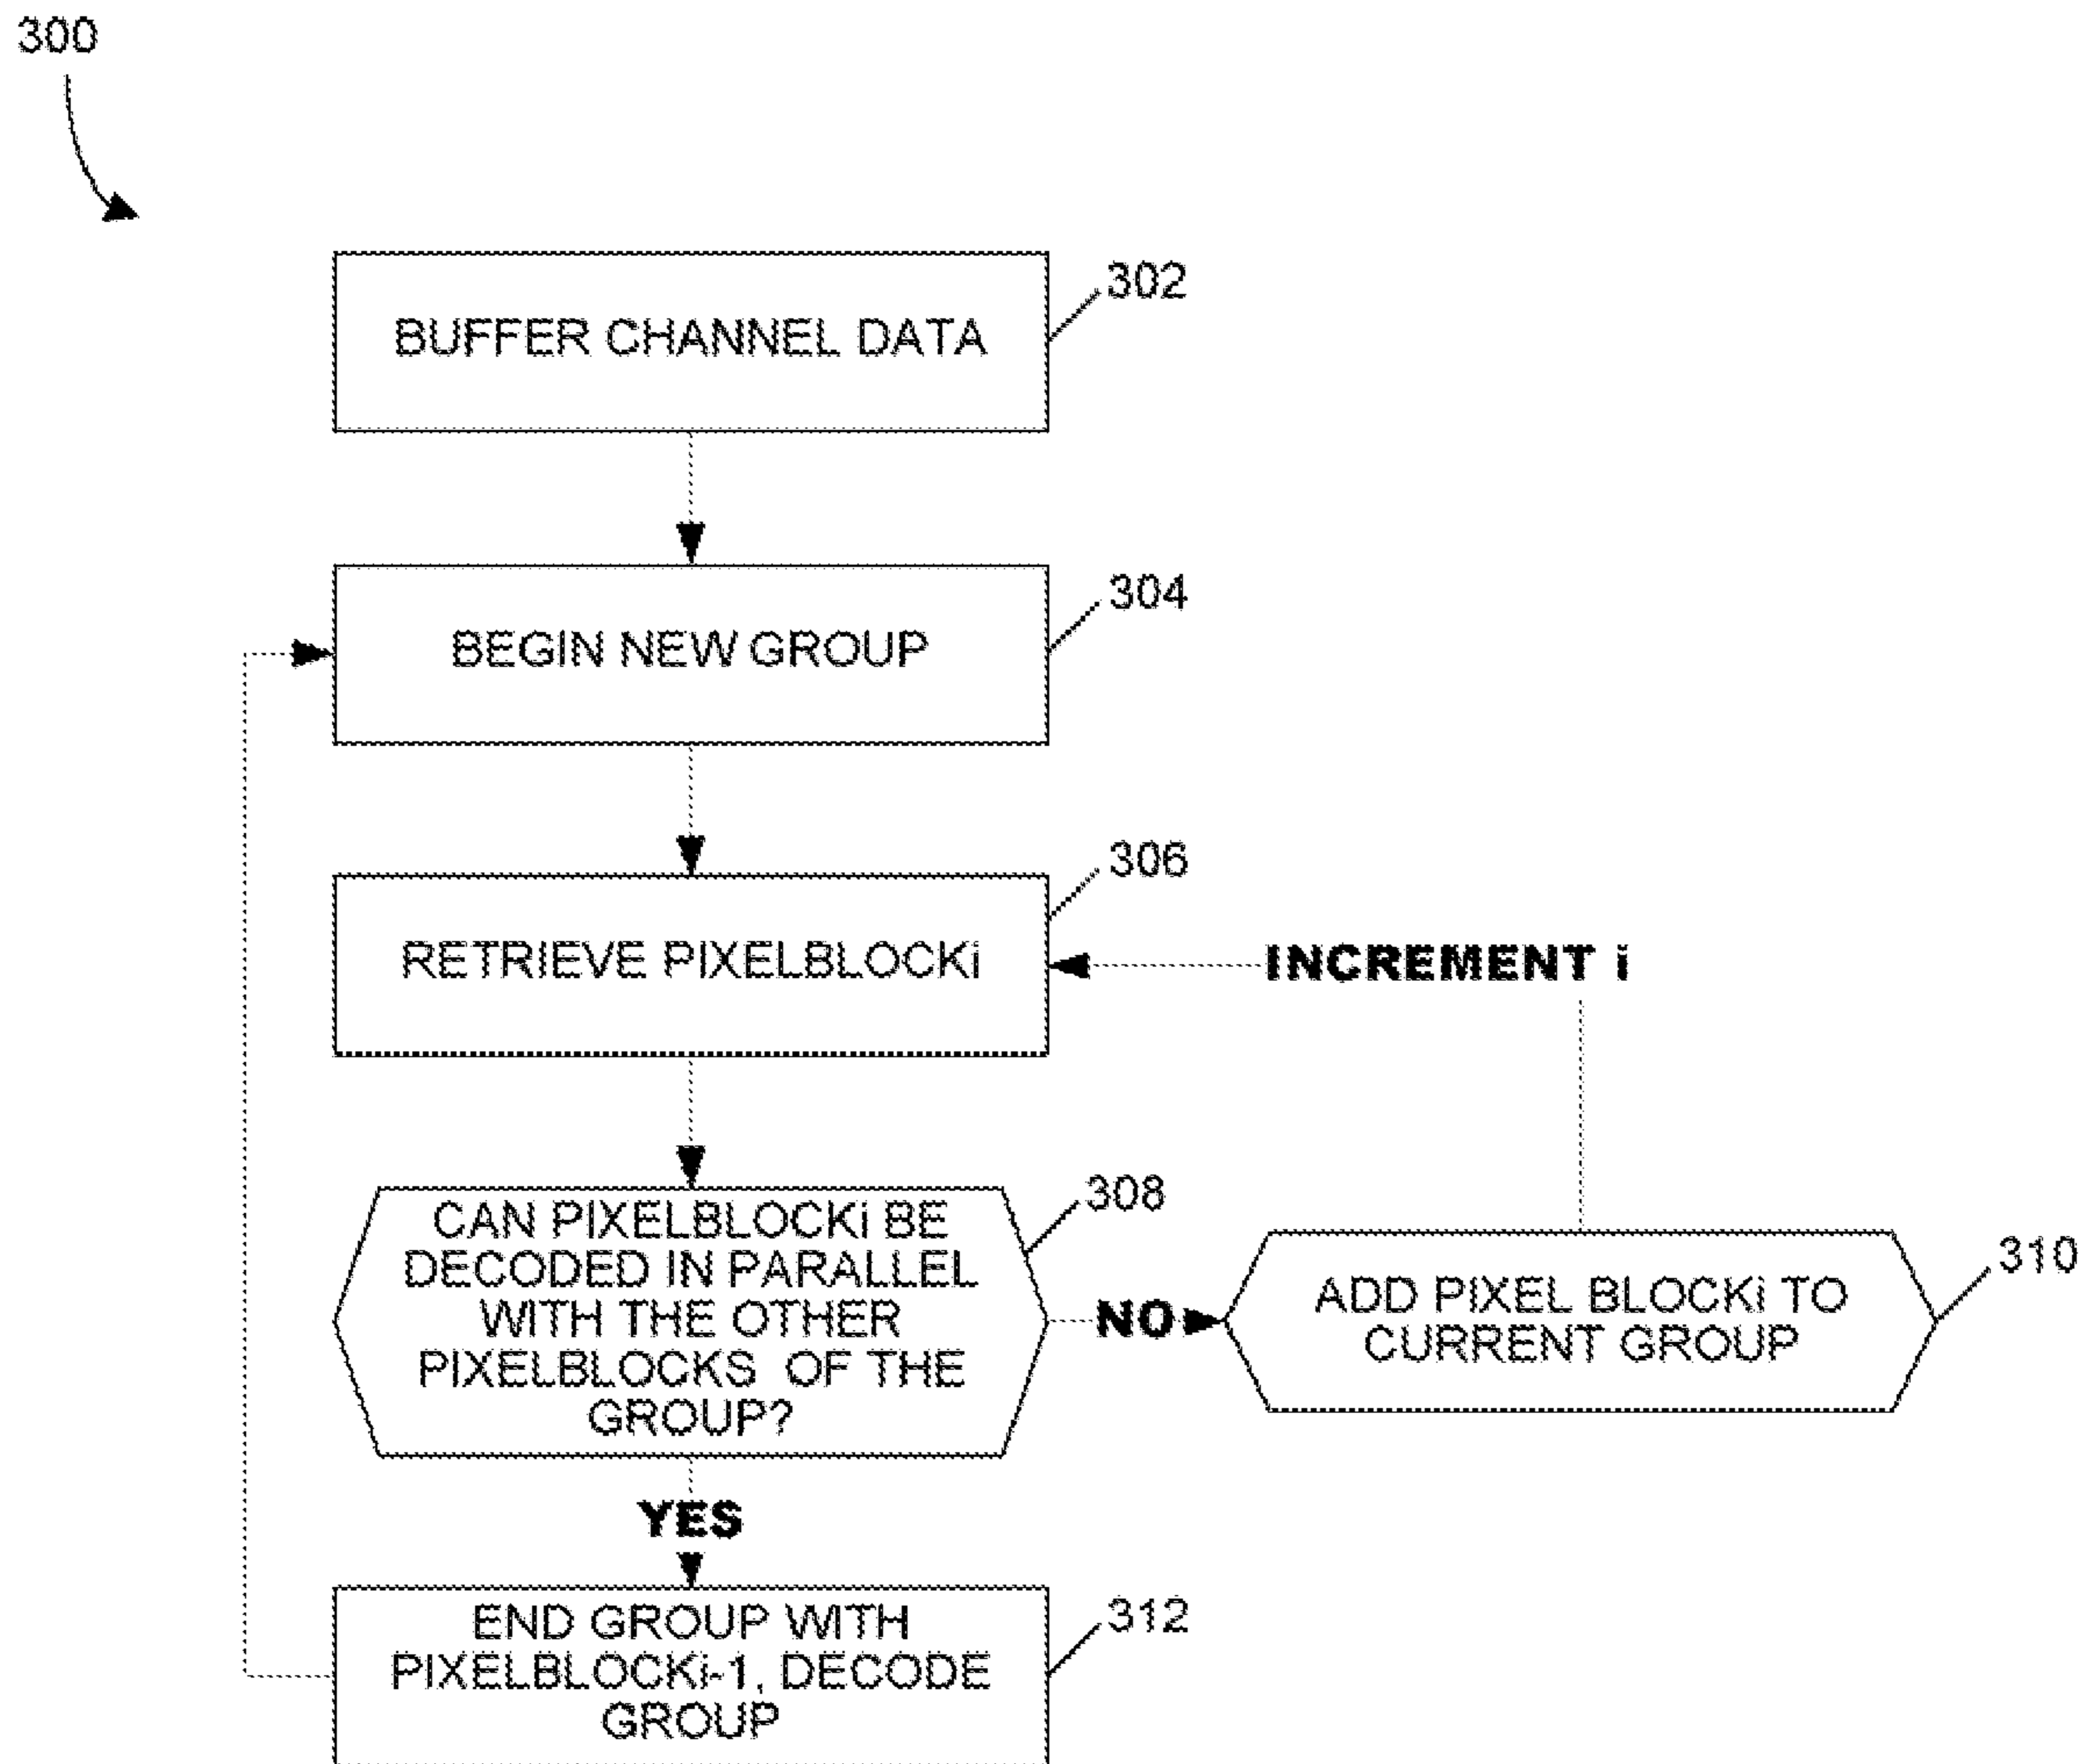 300
BUFFER CHANNEL DATA
302
BEGIN NEW GROUP
304
RETRIEVE PIXELBLOCKi
306
INCREMENT i
CAN PIXELBLOCKi BE
DECODED IN PARALLEL
WITH THE OTHER
PIXELBLOCKS OF THE
GROUP?
308
NO
ADD PIXEL BLOCKi TO
CURRENT GROUP
310
YES
END GROUP WITH
PIXELBLOCKi-1, DECODE
GROUP
312